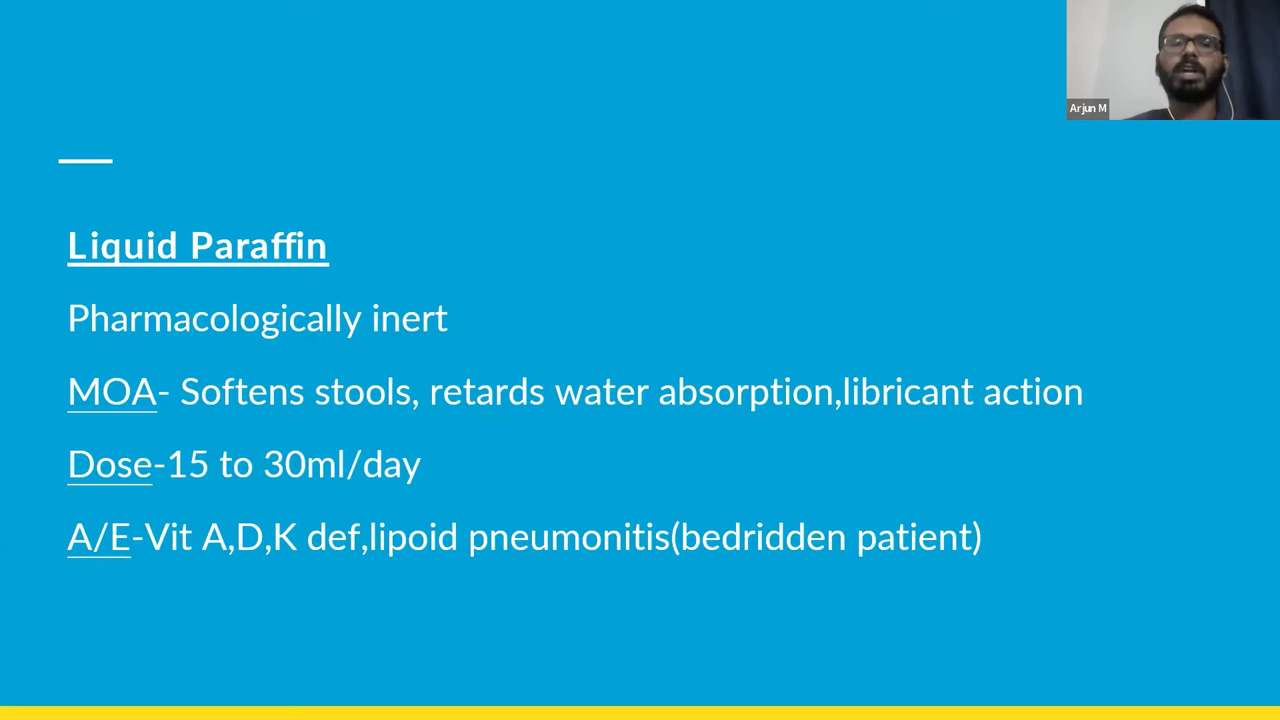 Arjun M
Liquid Paraffin
Pharmacologically inert
MOA- Softens stools, retards water absorption,libricant action
Dose-15 to 30ml/day
A/E-Vit A,D,K def,lipoid pneumonitis(bedridden patient)